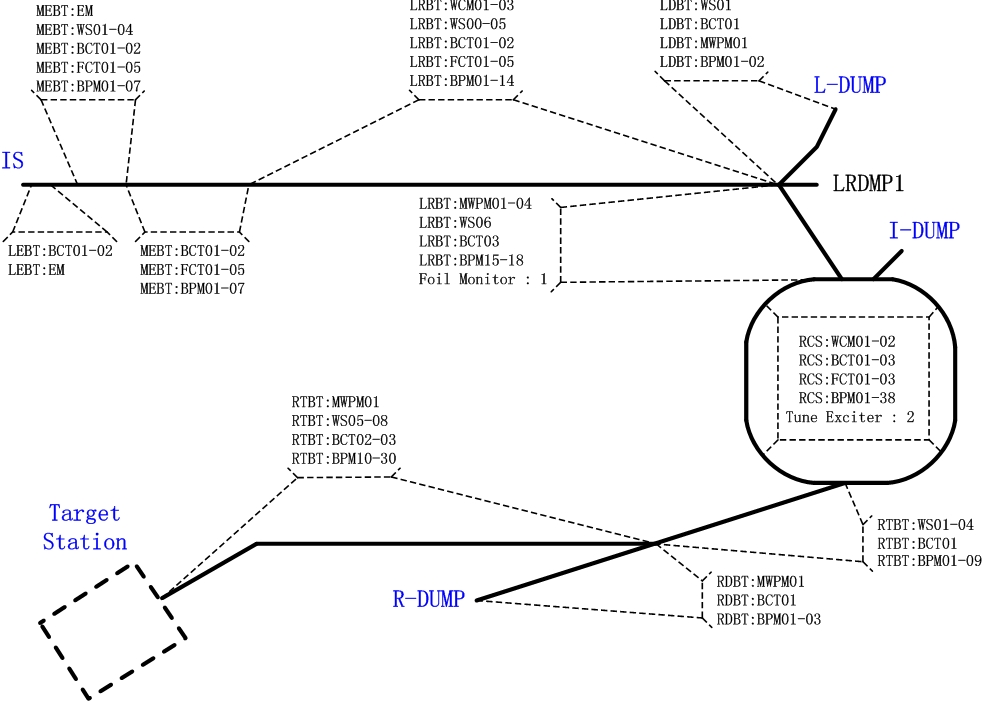 MEBT:EM
MEBT:WS01-04
MEBT:BCT01-02
MEBT:FCT01-05
MEBT:BPM01-07
LRBT:WCM01-03
LRBT:WS00-05
LRBT:BCT01-02
LRBT:FCT01-05
LRBT:BPM01-14
LDBT:WS01
LDBT:BCT01
LDBT:MWPM01
LDBT:BPM01-02
L-DUMP
IS
LRDMP1
LEBT:BCT01-02
LEBT:EM
MEBT:BCT01-02
MEBT:FCT01-05
MEBT:BPM01-07
LRBT:MWPM01-04
LRBT:WS06
LRBT:BCT03
LRBT:BPM15-18
Foil Monitor : 1
I-DUMP
RCS:WCM01-02
RCS:BCT01-03
RCS:FCT01-03
RCS:BPM01-38
Tune Exciter : 2
RTBT:MWPM01
RTBT:WS05-08
RTBT:BCT02-03
RTBT:BPM10-30
Target
Station
RTBT:WS01-04
RTBT:BCT01
RTBT:BPM01-09
R-DUMP
RDBT:MWPM01
RDBT:BCT01
RDBT:BPM01-03